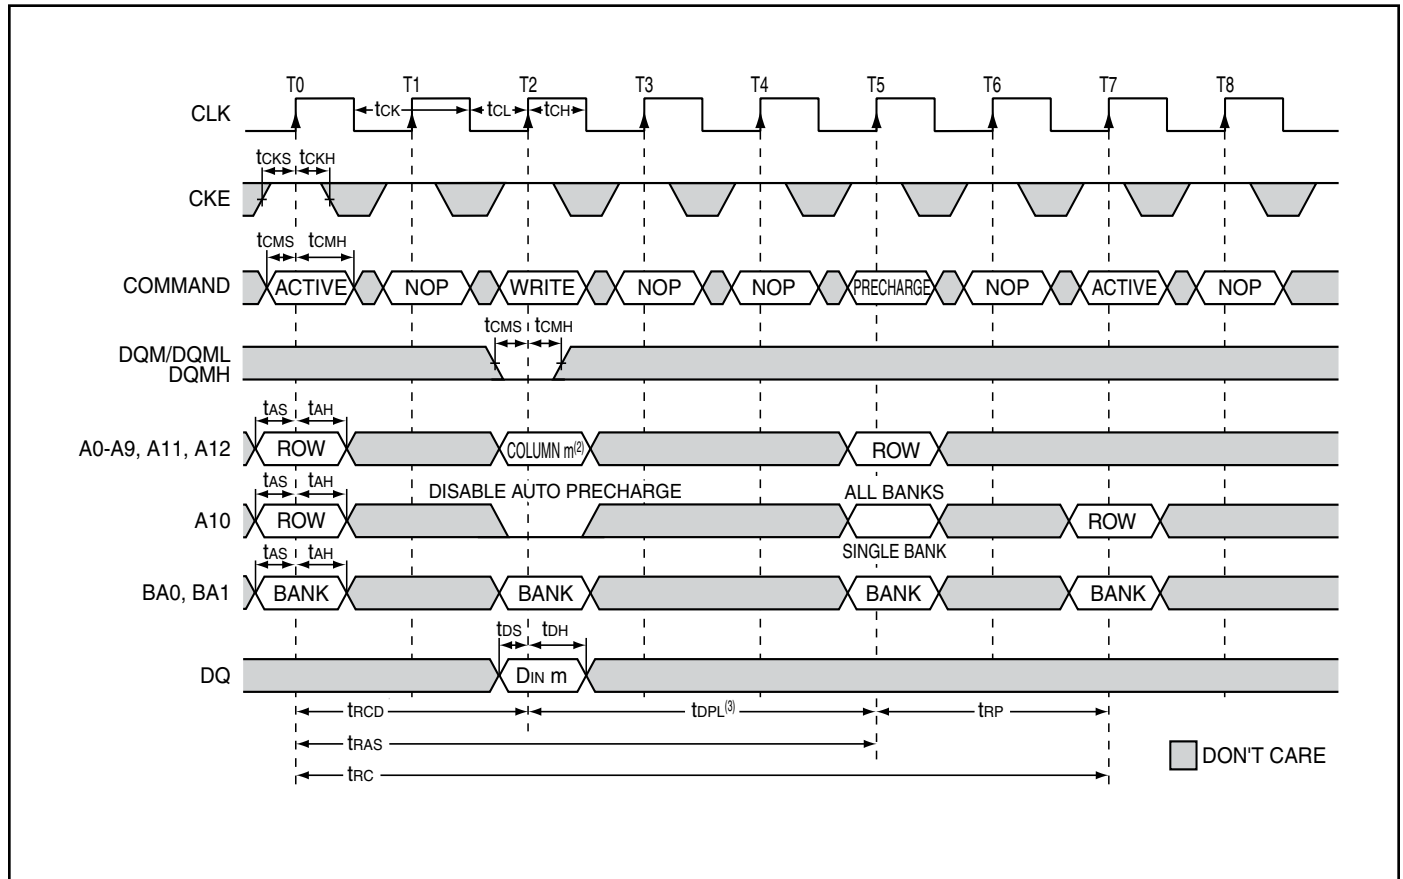 T0 T1 T2 T3 T4 T5 T6 T7 T8
CLK tCK tCL tCH
tCKS tCKH
CKE
tCMS tCMH
COMMAND ACTIVE NOP WRITE NOP NOP PRECHARGE NOP ACTIVE NOP
tCMS tCMH
DQM/DQML
DQMH
tAS tAH
A0-A9, A11, A12 ROW COLUMN m(2) ROW
tAS tAH DISABLE AUTO PRECHARGE ALL BANKS
A10 ROW ROW
tAS tAH SINGLE BANK
BA0, BA1 BANK BANK BANK BANK
tDS tDH
DQ DIN m
tRCD tDPL(3) tRP
tRAS
DON'T CARE
tRC